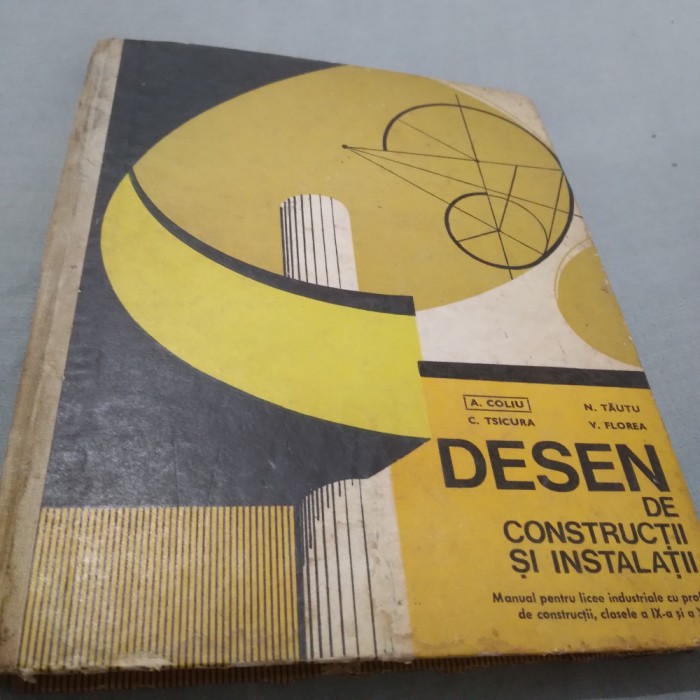 A. COLIU N. TĂUTU
C. TSICURA V. FLOREA
DESEN
DE
CONSTRUCȚII
ȘI INSTALAȚII
Manual pentru licee industriale cu
de construcții, clasele a IX-a și a